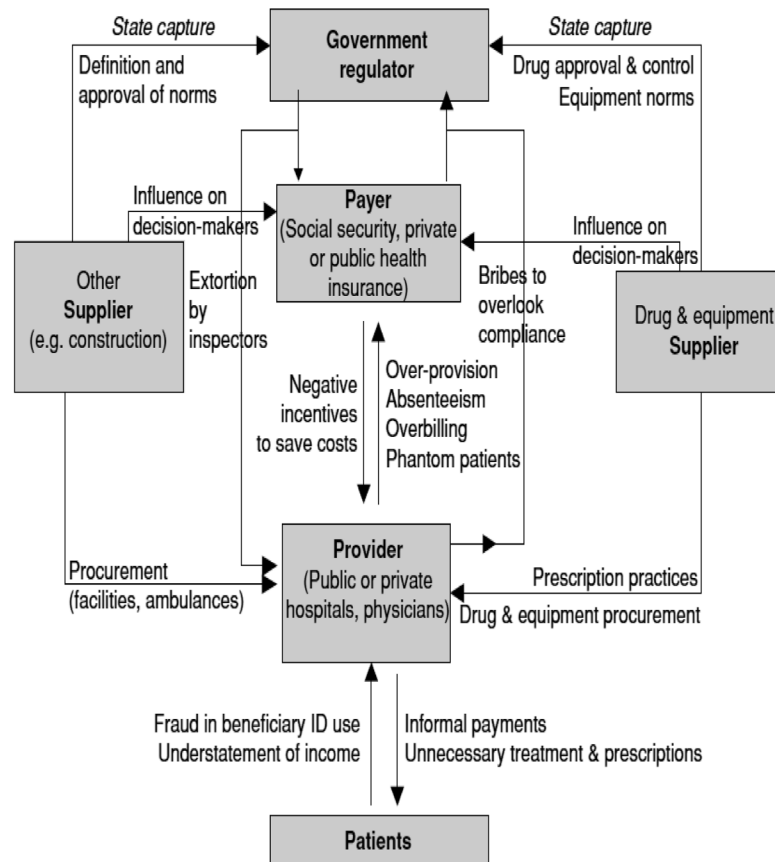 State capture
Definition and
approval of norms
Government
regulator
State capture
Drug approval & control
Equipment norms
Influence on
decision-makers
Payer
(Social security, private
or public health
insurance)
Influence on
decision-makers
Other
Supplier
(e.g. construction)
Extortion
by
inspectors
Bribes to
overlook
compliance
Drug & equipment
Supplier
Negative
incentives
to save costs
Over-provision
Absenteeism
Overbilling
Phantom patients
Procurement
(facilities, ambulances)
Provider
(Public or private
hospitals, physicians)
Prescription practices
Drug & equipment procurement
Fraud in beneficiary ID use
Understatement of income
Informal payments
Unnecessary treatment & prescriptions
Patients